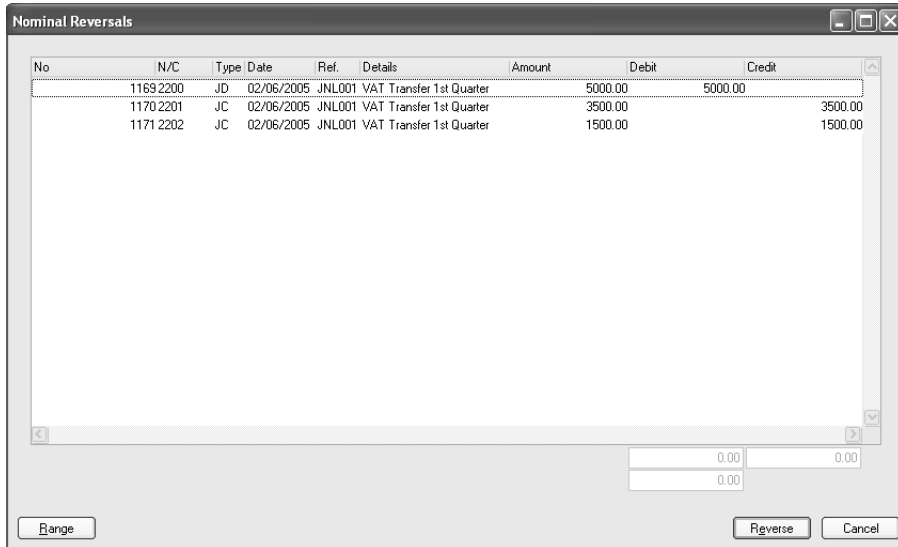 Nominal Reversals
No N/C Type Date Ref. Details Amount Debit Credit
1169 2200 JD 02/06/2005 JNL001 VAT Transfer 1st Quarter 5000.00 5000.00
1170 2201 JC 02/06/2005 JNL001 VAT Transfer 1st Quarter 3500.00 3500.00
1171 2202 JC 02/06/2005 JNL001 VAT Transfer 1st Quarter 1500.00 1500.00
0.00 0.00
0.00
Range Reverse Cancel